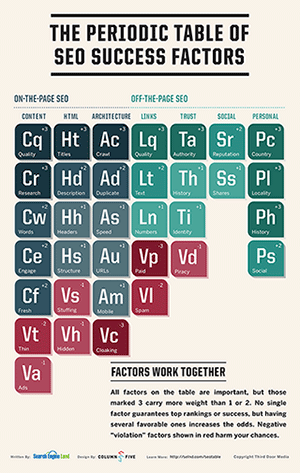 THE PERIODIC TABLE OF
SEO SUCCESS FACTORS
ON-THE-PAGE SEO OFF-THE-PAGE SEO
CONTENT HTML ARCHITECTURE LINKS TRUST SOCIAL PERSONAL
Cq +3 Ht +3 Ac +3 Lq +3 Ta +3 Sr +2 Pc +3
Quality Titles Crawl Quality Authority Reputation Country
Cr +3 Hd +2 Ad +2 Lt +2 Th +1 Ss +1 Pl +3
Research Description Duplicate Text History Shares Locality
Cw +2 Hh +1 As +1 Ln +1 Ti +1 Ph +3
Words Headers Speed Numbers Identity History
Ce +2 Hs +1 Au +1 Vp -3 Vd -1 Ps +2
Engage Structure URLs Paid Piracy Social
Cf +2 Vs -1 Am +1 Vl -2
Fresh Stuffing Mobile Spam
Vt -2 Vh -1 Vc -3
Thin Hidden Cloaking
Va -1
Ads
FACTORS WORK TOGETHER
All factors on the table are important, but those
marked 3 carry more weight than 1 or 2. No single
factor guarantees top rankings or success, but having
several favorable ones increases the odds. Negative
"violation" factors shown in red harm your chances.
Written By: Search Engine Land Design By: COLUMN FIVE Learn More: http://selnd.com/seotable Copyright Third Door Media